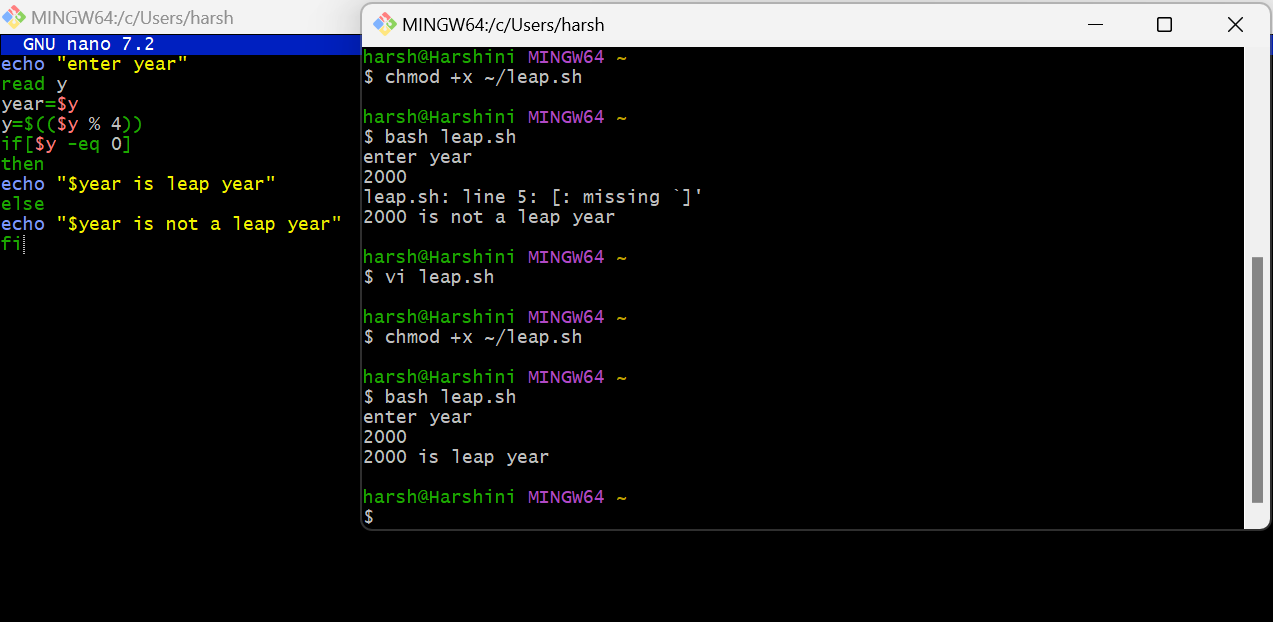 MINGW64:/c/Users/harsh
GNU nano 7.2
echo "enter year"
read y
year=$y
y=$(($y % 4))
if[$y -eq 0]
then
echo "$year is leap year"
else
echo "$year is not a leap year"
fi
MINGW64:/c/Users/harsh
harsh@Harshini MINGW64 ~
$ chmod +x ~/leap.sh
harsh@Harshini MINGW64 ~
$ bash leap.sh
enter year
2000
leap.sh: line 5: [: missing `]'
2000 is not a leap year
harsh@Harshini MINGW64 ~
$ vi leap.sh
harsh@Harshini MINGW64 ~
$ chmod +x ~/leap.sh
harsh@Harshini MINGW64 ~
$ bash leap.sh
enter year
2000
2000 is leap year
harsh@Harshini MINGW64 ~
$